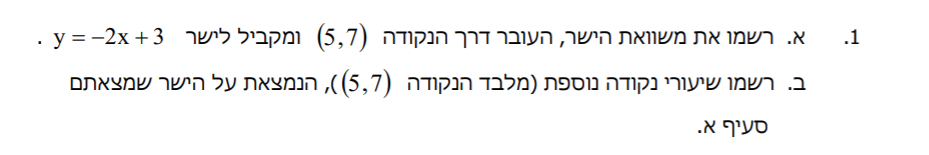 1. א. רשמו את משוואת הישר, העובר דרך הנקודה (5,7) ומקביל לישר y = −2x + 3 .
ב. רשמו שיעורי נקודה נוספת (מלבד הנקודה (5,7)), הנמצאת על הישר שמצאתם
סעיף א.